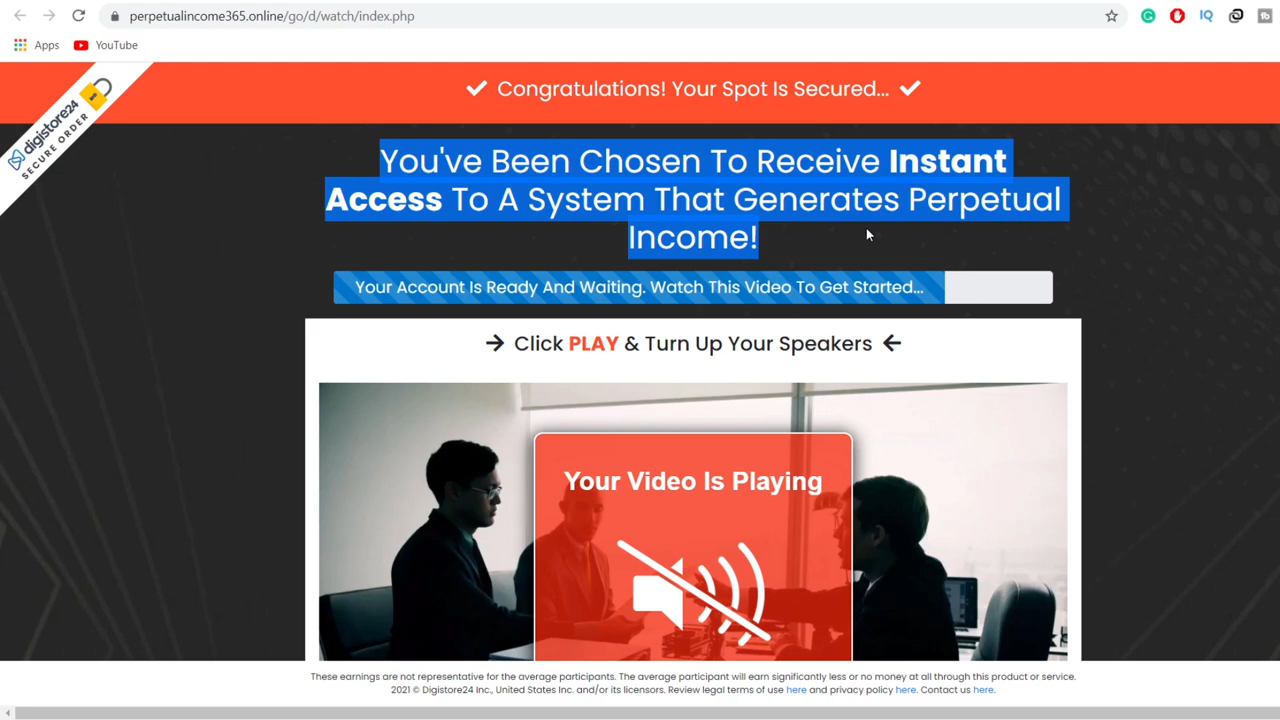 perpetualincome365.online/go/d/watch/index.php
Apps YouTube
Congratulations! Your Spot Is Secured...
digistore24
SECURE ORDER
You've Been Chosen To Receive Instant
Access To A System That Generates Perpetual
Income!
Your Account Is Ready And Waiting. Watch This Video To Get Started...
Click PLAY & Turn Up Your Speakers
Your Video Is Playing
These earnings are not representative for the average participants. The average participant will earn significantly less or no money at all through this product or service.
2021 © Digistore24 Inc., United States Inc. and/or its licensors. Review legal terms of use here and privacy policy here. Contact us here.